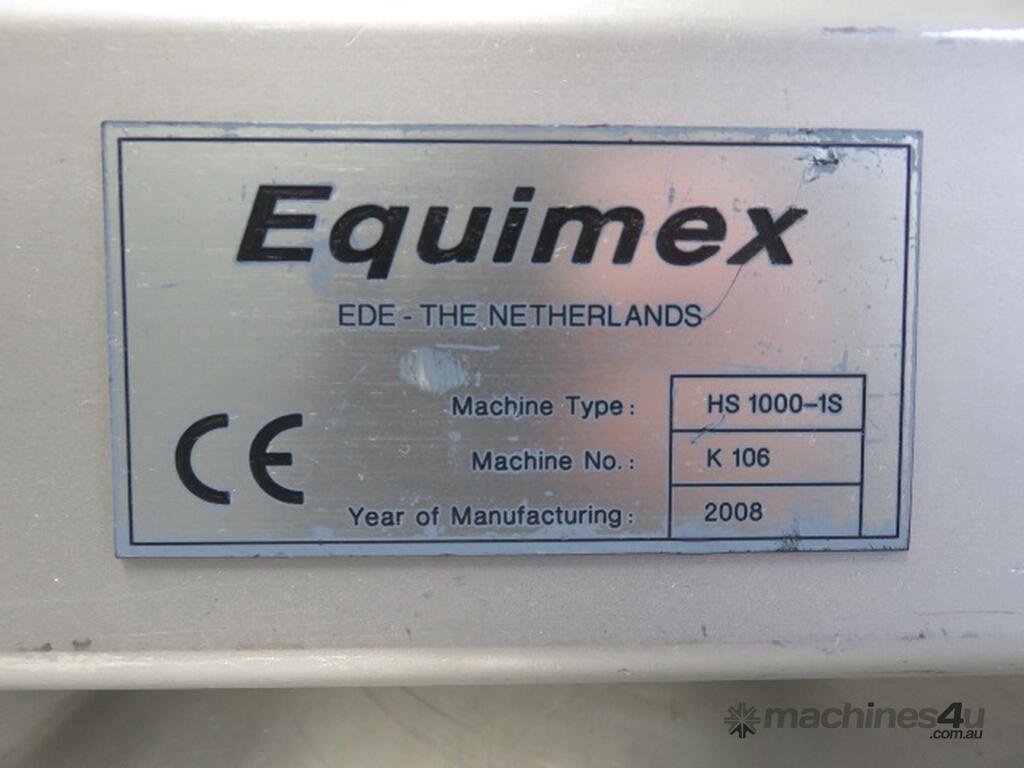 Equimex
EDE - THE NETHERLANDS
Machine Type: HS 1000-1S
Machine No.: K 106
CE
Year of Manufacturing: 2008
machines4u
.com.au